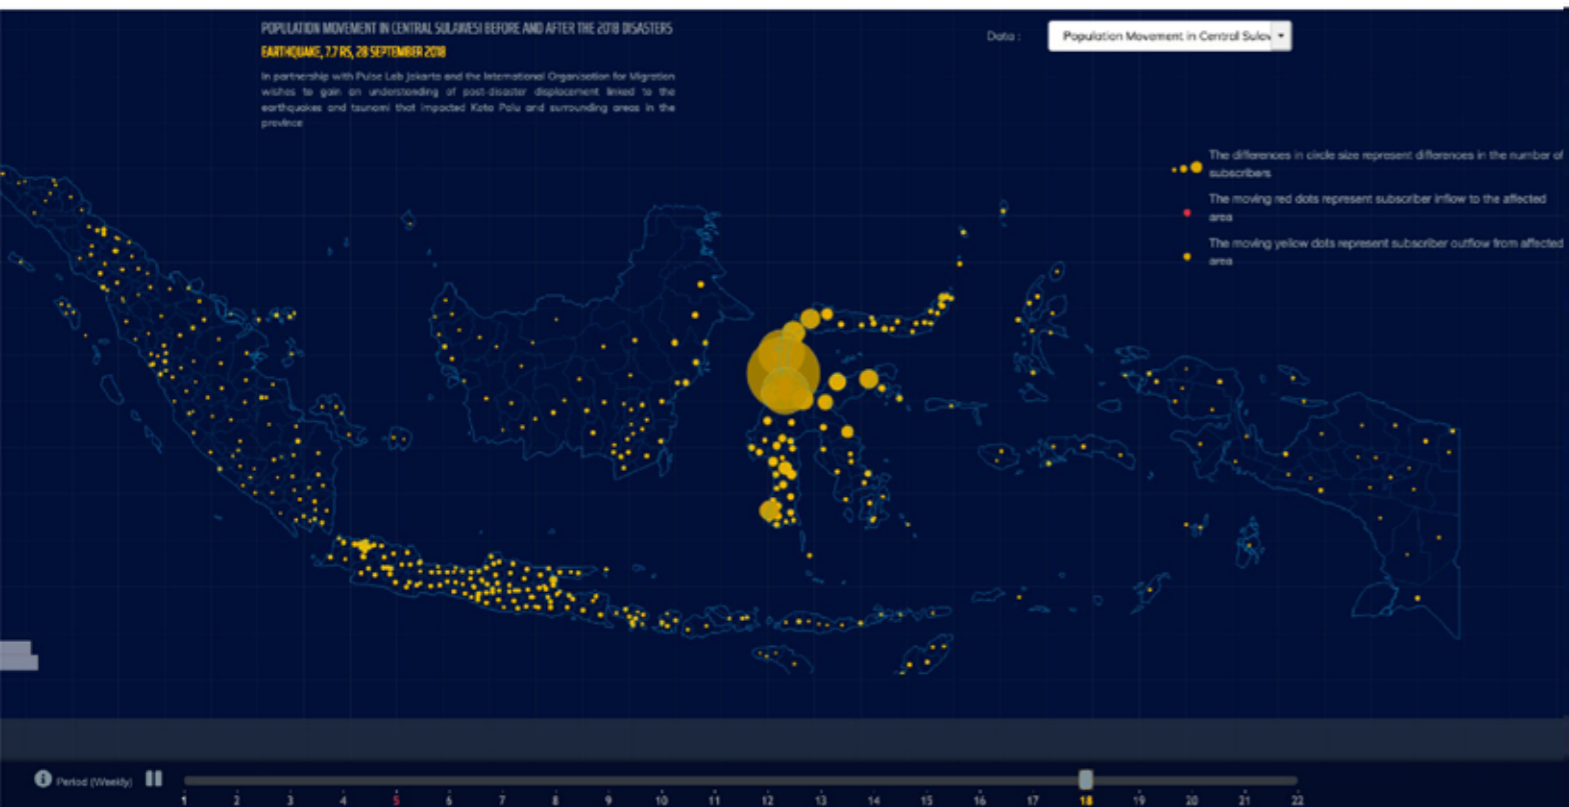 POPULATION MOVEMENT IN CENTRAL SULAWESI BEFORE AND AFTER THE 2018 DISASTERS
EARTHQUAKE, 7.7 RS, 28 SEPTEMBER 2018
In partnership with Pulse Lab Jakarta and the International Organisation for Migration
wishes to gain an understanding of post-disaster displacement linked to the
earthquakes and tsunami that impacted Kota Palu and surrounding areas in the
province
Data :
Population Movement in Central Sulav
The differences in circle size represent differences in the number of
subscribers
The moving red dots represent subscriber inflow to the affected
area
The moving yellow dots represent subscriber outflow from affected
area
Period (Weekly)
1 2 3 4 5 6 7 8 9 10 11 12 13 14 15 16 17 18 19 20 21 22